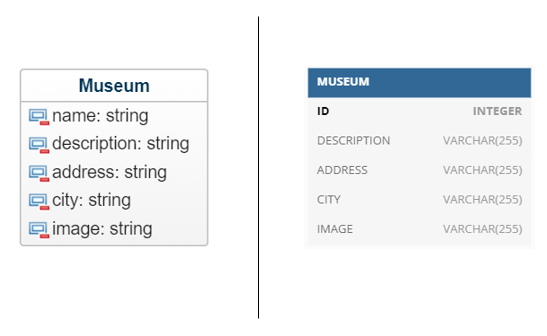 Museum
name: string
description: string
address: string
city: string
image: string
MUSEUM
ID INTEGER
DESCRIPTION VARCHAR(255)
ADDRESS VARCHAR(255)
CITY VARCHAR(255)
IMAGE VARCHAR(255)